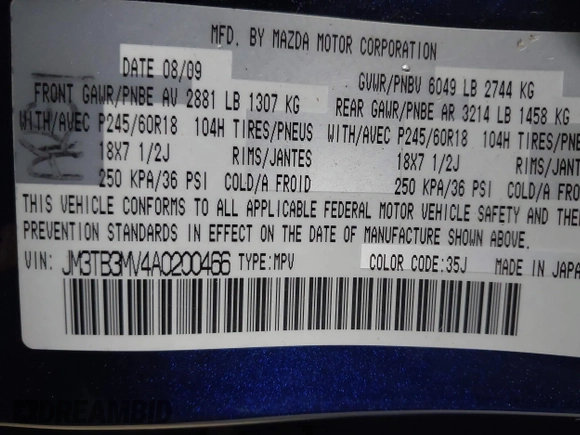 MFD. BY MAZDA MOTOR CORPORATION
DATE 08/09 GVWR/PNBV 6049 LB 2744 KG
FRONT GAWR/PNBE AV 2881 LB 1307 KG REAR GAWR/PNBE AR 3214 LB 1458 KG
WITH/AVEC P245/60R18 104H TIRES/PNEUS WITH/AVEC P245/60R18 104H TIRES/PNE
18X7 1/2J RIMS/JANTES 18X7 1/2J RIMS/JANTE
250 KPA/36 PSI COLD/A FROID 250 KPA/36 PSI COLD/A FROI
THIS VEHICLE CONFORMS TO ALL APPLICABLE FEDERAL MOTOR VEHICLE SAFETY AND THE
PREVENTION STANDARDS IN EFFECT ON THE DATE OF MANUFACTURE SHOWN ABOVE.
VIN: JM3TB3MV4A0200466 TYPE:MPV COLOR CODE:35J MADE IN JAPA
DREAMBID